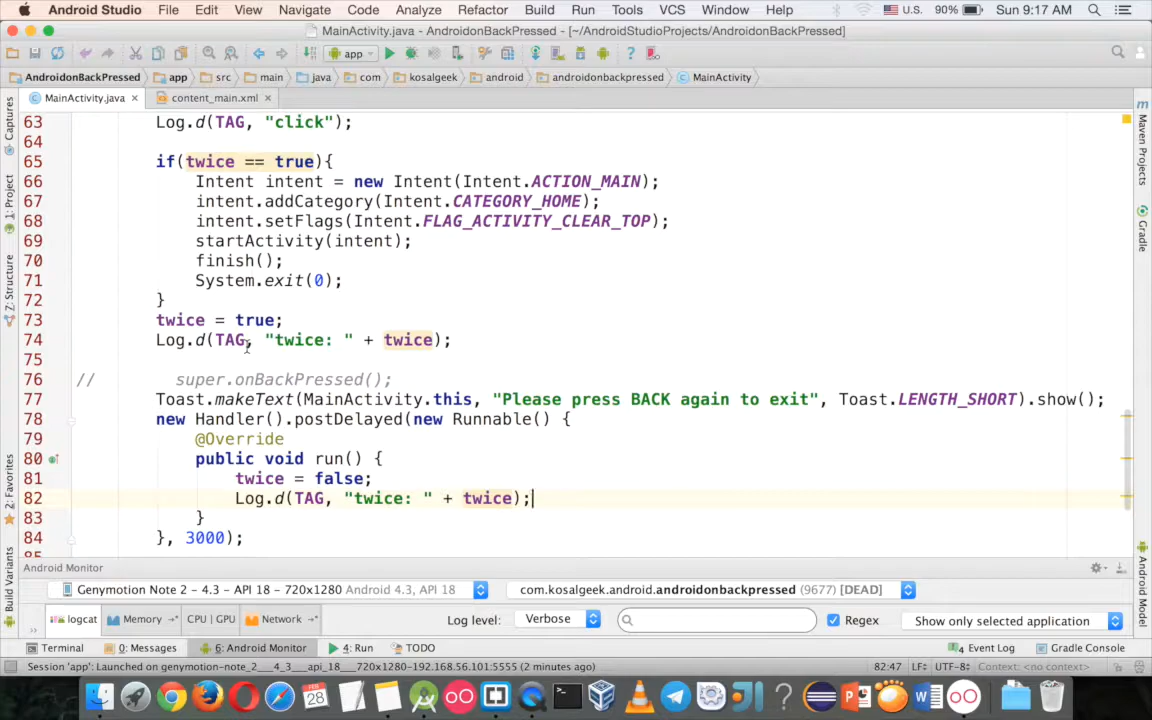 Android Studio File Edit View Navigate Code Analyze Refactor Build Run Tools VCS Window Help U.S. 90% Sun 9:17 AM
MainActivity.java - AndroidonBackPressed - [~/AndroidStudioProjects/AndroidonBackPressed]
app
AndroidonBackPressed app src main java com kosalgeek android androidonbackpressed MainActivity
MainActivity.java content_main.xml
63 Log.d(TAG, "click");
64
65 if(twice == true){
66 Intent intent = new Intent(Intent.ACTION_MAIN);
67 intent.addCategory(Intent.CATEGORY_HOME);
68 intent.setFlags(Intent.FLAG_ACTIVITY_CLEAR_TOP);
69 startActivity(intent);
70 finish();
71 System.exit(0);
72 }
73 twice = true;
74 Log.d(TAG, "twice: " + twice);
75
76 // super.onBackPressed();
77 Toast.makeText(MainActivity.this, "Please press BACK again to exit", Toast.LENGTH_SHORT).show();
78 new Handler().postDelayed(new Runnable() {
79 @Override
80 public void run() {
81 twice = false;
82 Log.d(TAG, "twice: " + twice);
83 }
84 }, 3000);
85
Captures
1: Project
7: Structure
2: Favorites
Build Variants
Maven Projects
Gradle
Android Model
Android Monitor
Genymotion Note 2 - 4.3 - API 18 - 720x1280 Android 4.3, API 18 com.kosalgeek.android.androidonbackpressed (9677) [DEAD]
logcat Memory CPU | GPU Network Log level: Verbose Regex Show only selected application
Terminal 0: Messages 6: Android Monitor 4: Run TODO Event Log Gradle Console
Session 'app': Launched on genymotion-note_2___4_3___api_18___720x1280-192.168.56.101:5555 (2 minutes ago) 82:47 LF UTF-8 Context: <no context>
FEB
28